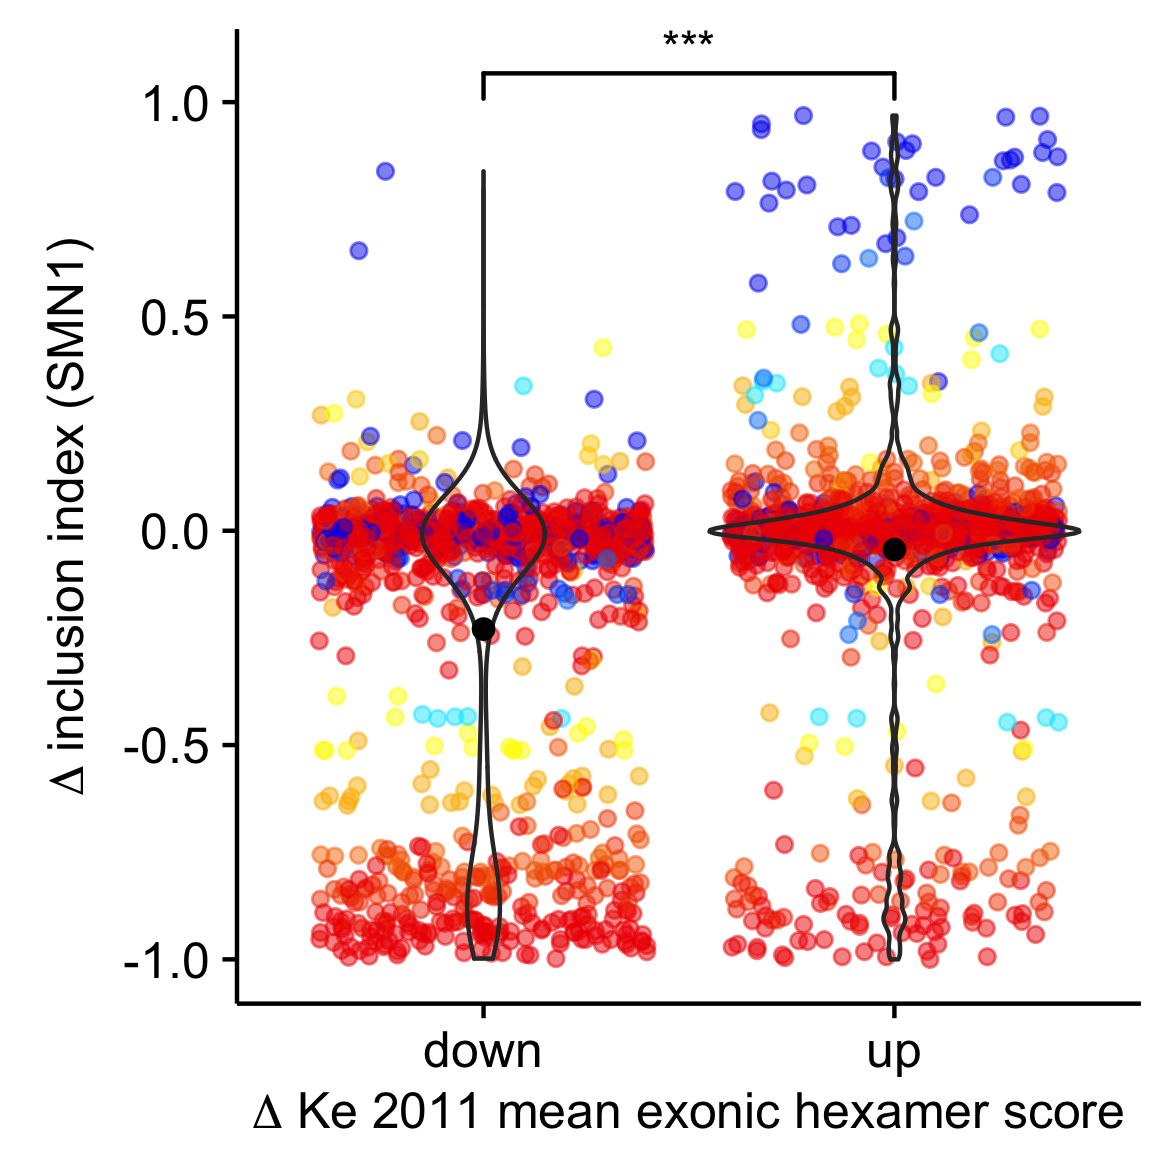 ***
1.0
0.5
0.0
-0.5
-1.0
Δ inclusion index (SMN1)
down up
Δ Ke 2011 mean exonic hexamer score